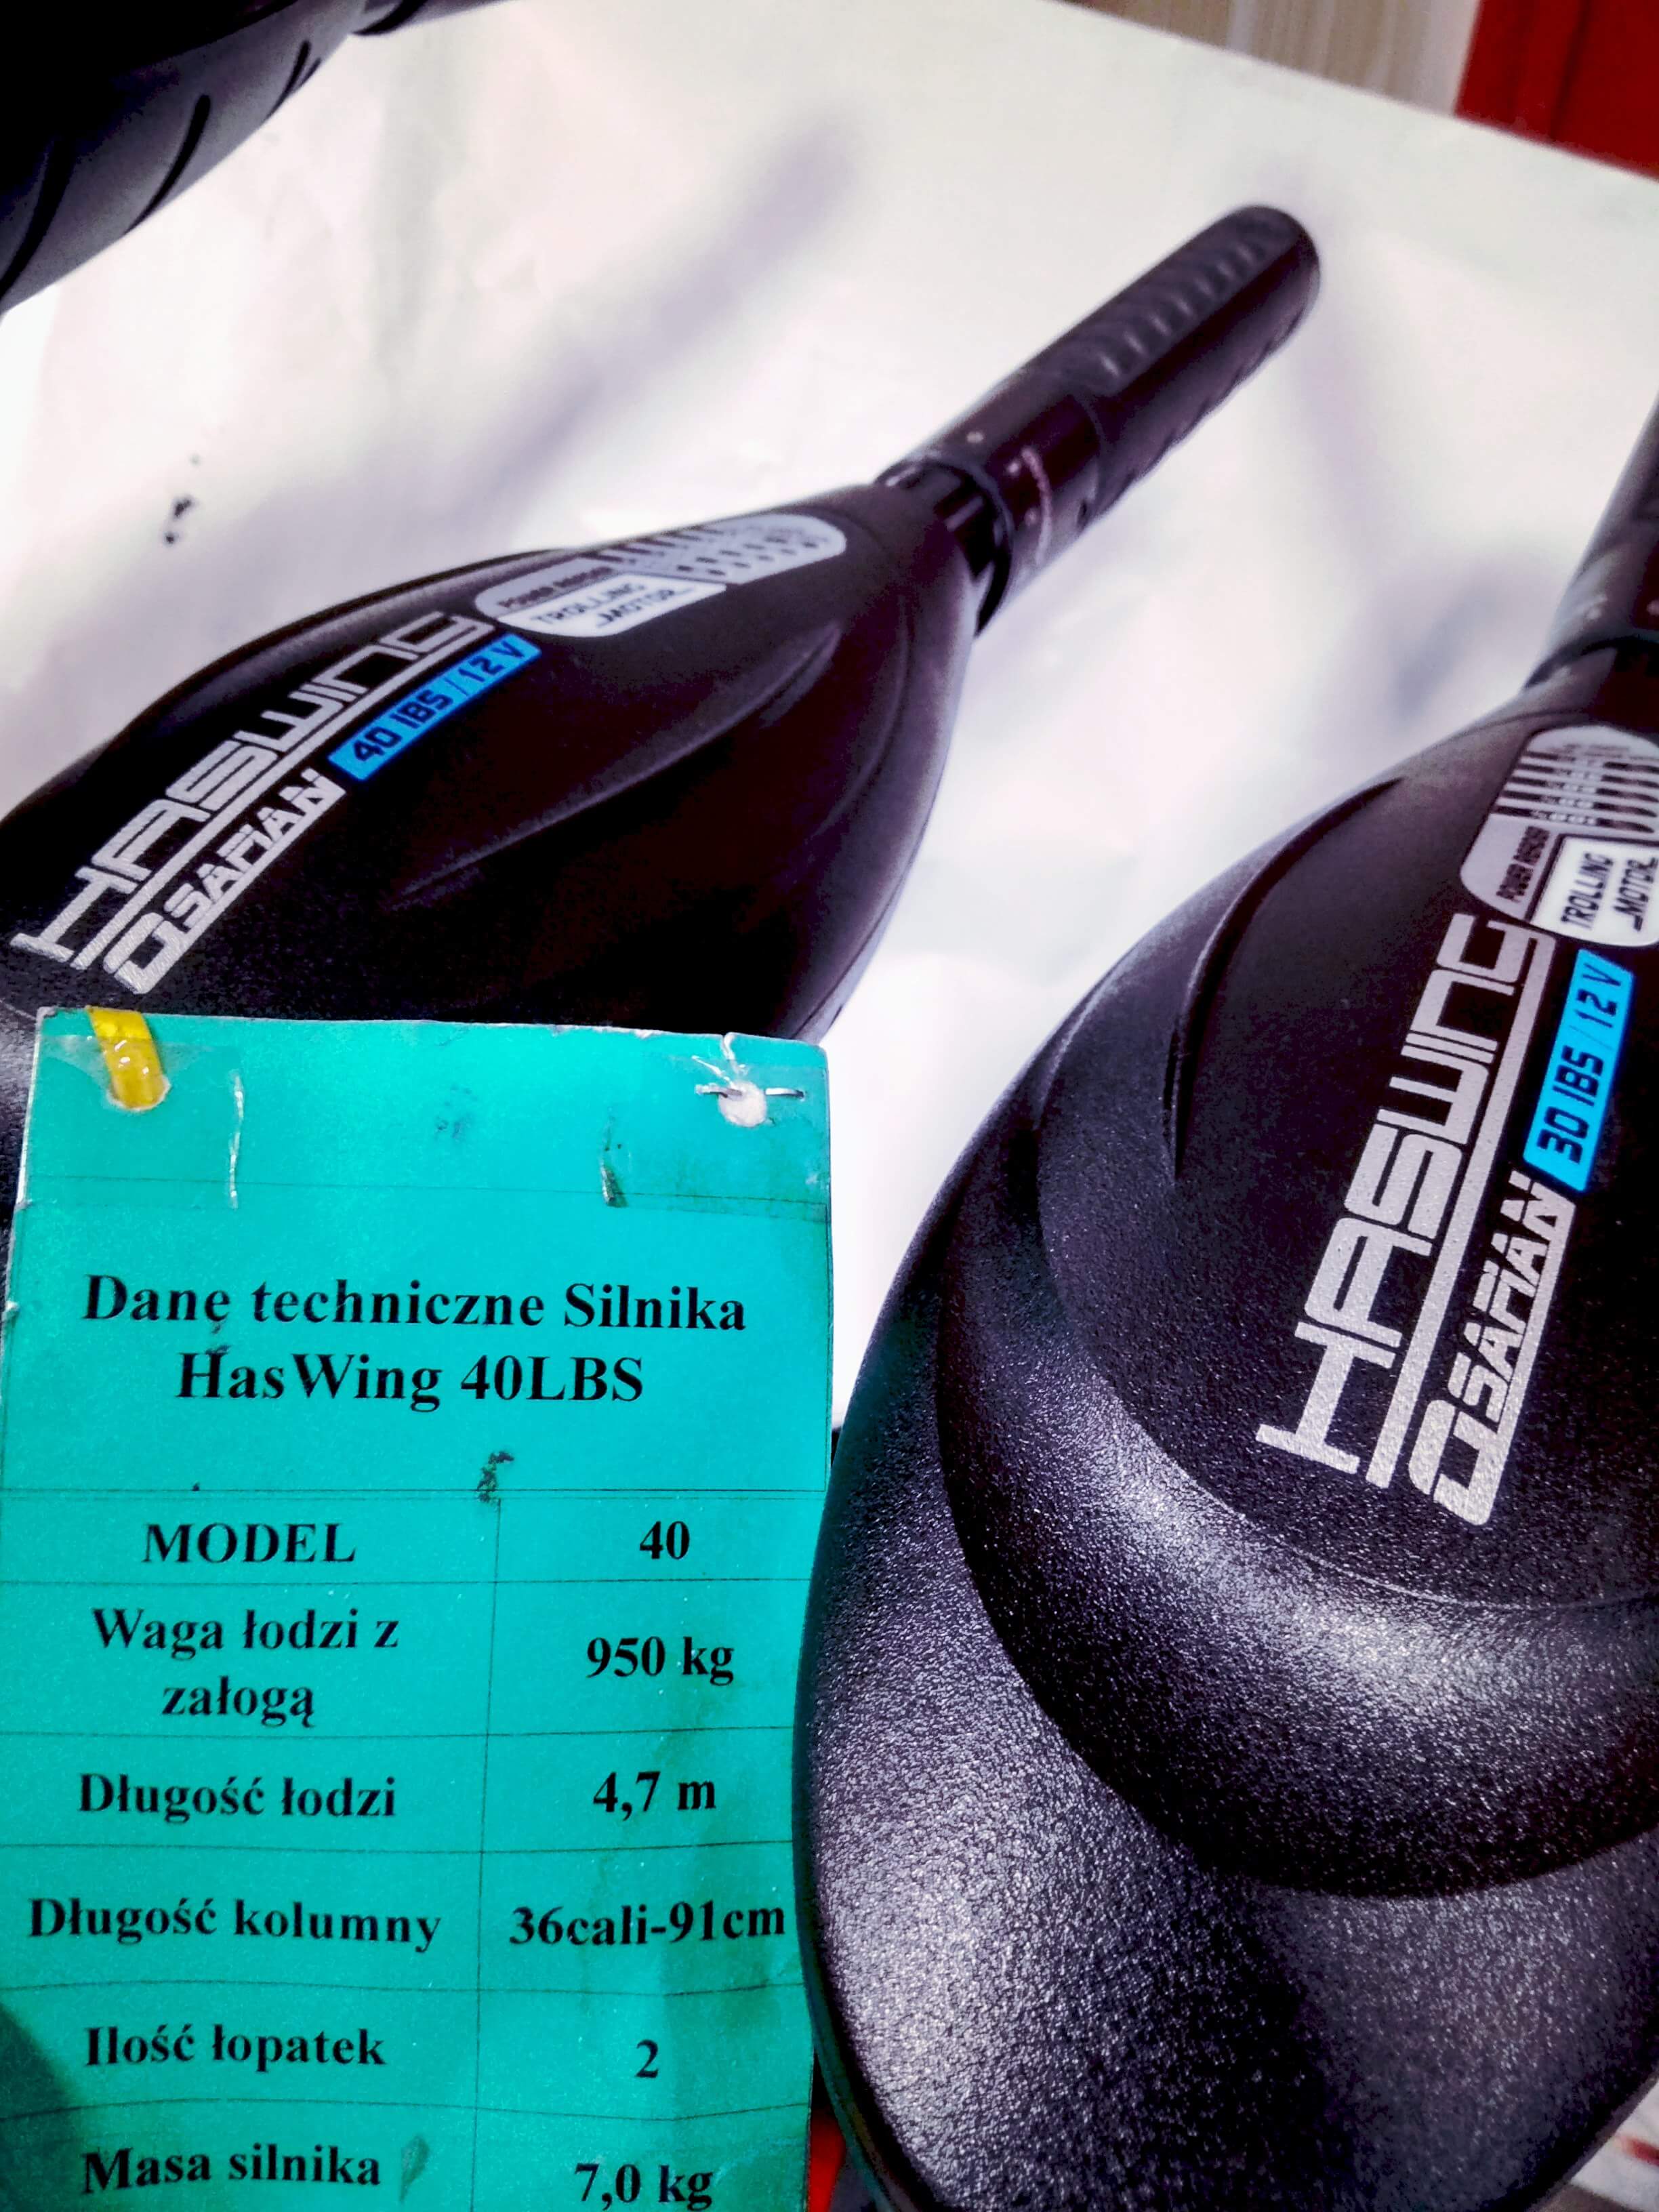 HASWING
OSAPIAN 40 lBS / 12 V
POWER
TROLLING
MOTOR
HASWING
OSAPIAN 30 lBS / 12 V
POWER
TROLLING
MOTOR
Danę techniczne Silnika
HasWing 40LBS
MODEL 40
Waga łodzi z
załogą 950 kg
Długość łodzi 4,7 m
Długość kolumny 36cali-91cm
Ilość łopatek 2
Masa silnika 7,0 kg